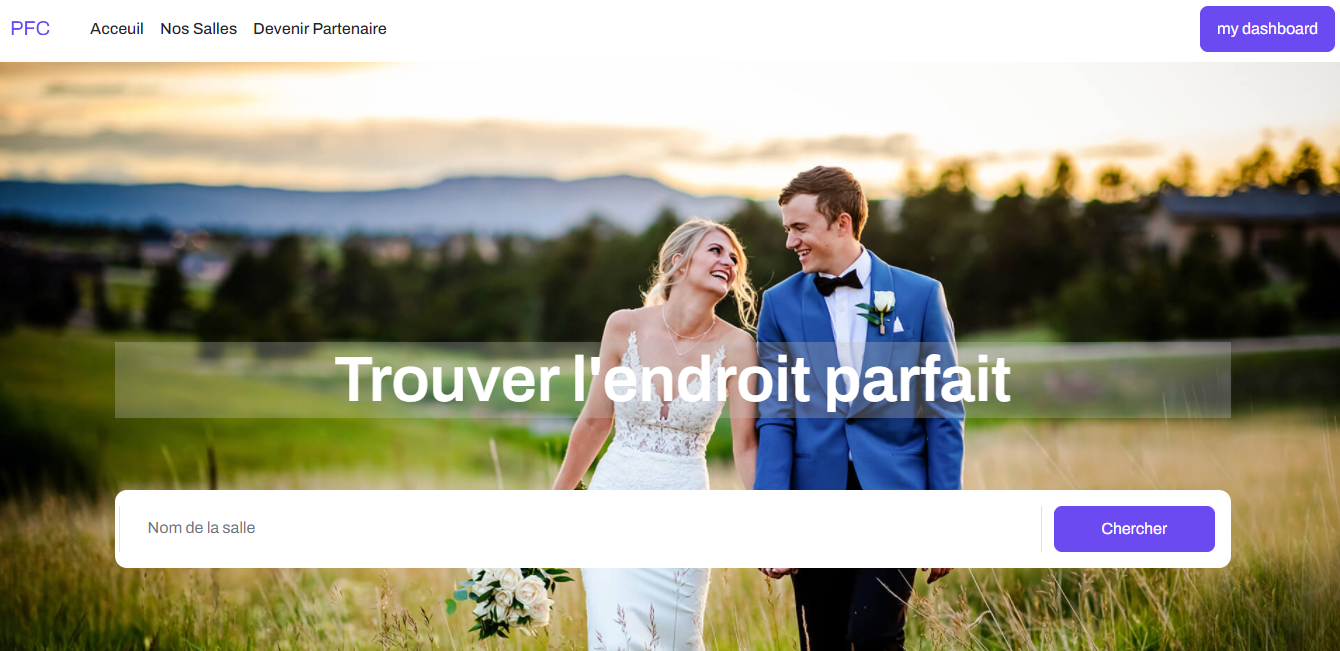 PFC Acceuil Nos Salles Devenir Partenaire my dashboard
Trouver l'endroit parfait
Nom de la salle Chercher